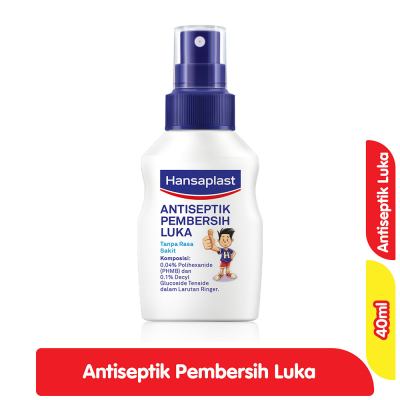 Hansaplast
ANTISEPTIK
PEMBERSIH
LUKA
Tanpa Rasa
Sakit
Komposisi:
0.04% Polihexanide
(PHMB) dan
0.1% Decyl
Glucoside Tenside
dalam Larutan Ringer.
H
Antiseptik Luka
40ml
Antiseptik Pembersih Luka